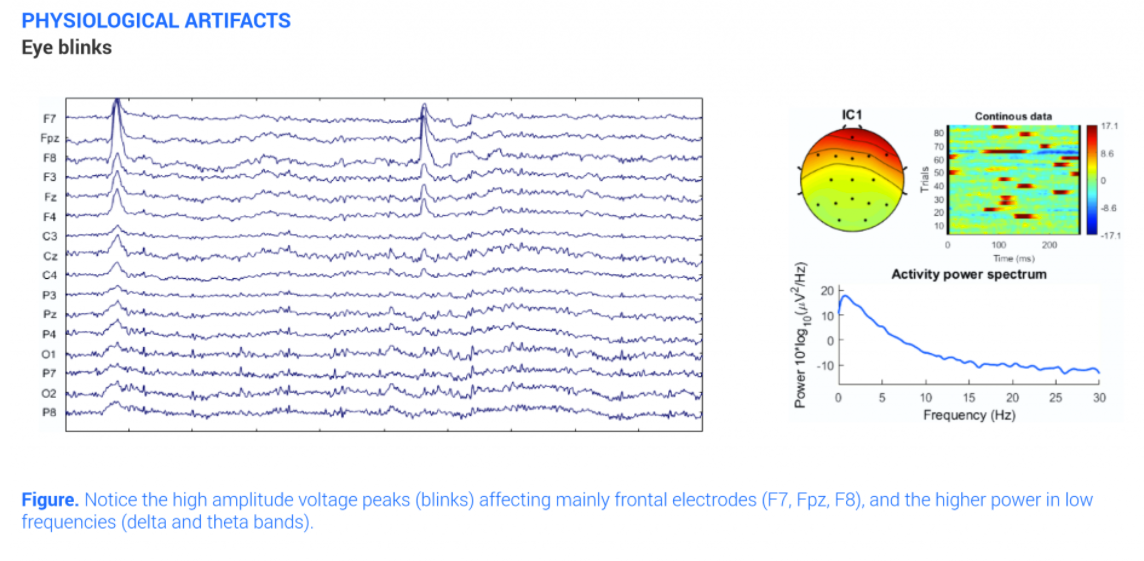 PHYSIOLOGICAL ARTIFACTS
Eye blinks
F7
Fpz
F8
F3
Fz
F4
C3
Cz
C4
P3
Pz
P4
O1
P7
O2
P8
IC1
Continous data
Trials
80
70
60
50
40
30
20
10
0
100
200
Time (ms)
17.1
8.6
0
-8.6
-17.1
Activity power spectrum
Power 10*log10(μV2/Hz)
20
10
0
-10
0
5
10
15
20
25
30
Frequency (Hz)
Figure. Notice the high amplitude voltage peaks (blinks) affecting mainly frontal electrodes (F7, Fpz, F8), and the higher power in low
frequencies (delta and theta bands).